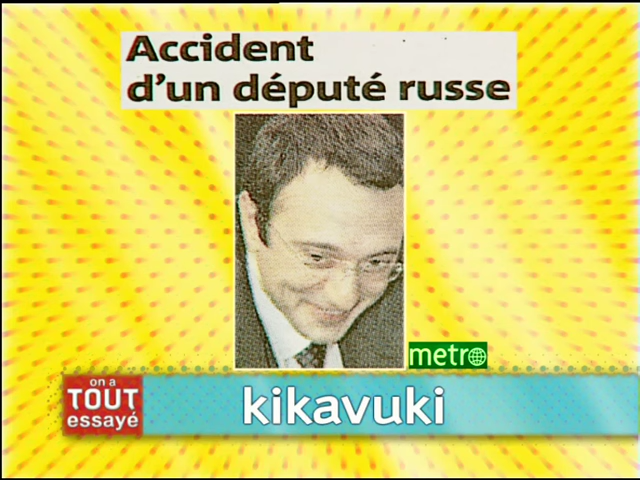 Accident
d'un député russe
metro
on a
TOUT
essayé
kikavuki